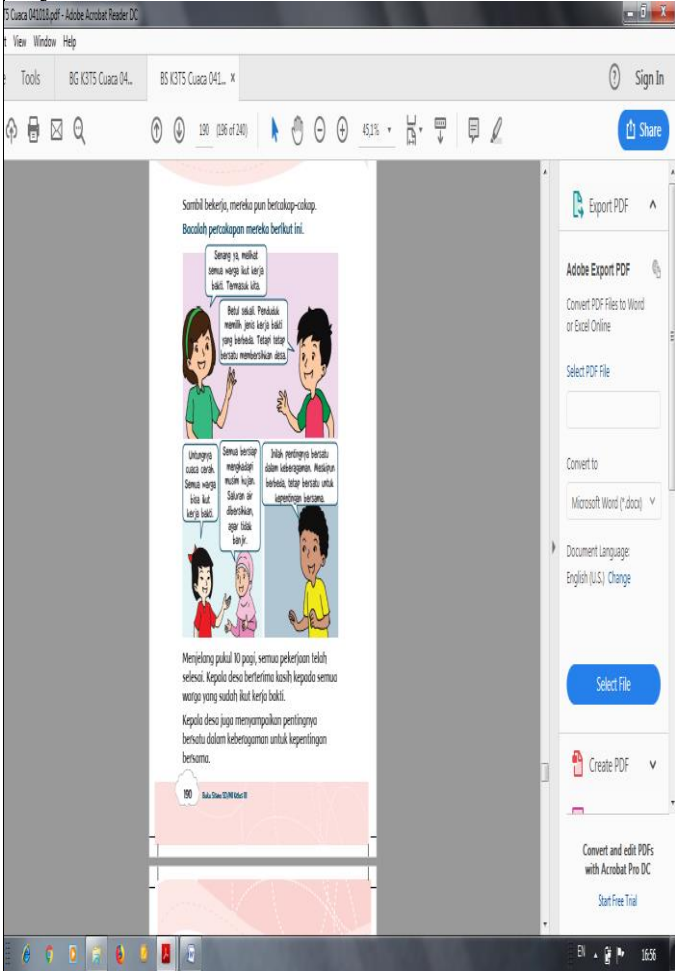 T5 Cuaca 041018.pdf - Adobe Acrobat Reader DC
t View Window Help
Tools BG K3T5 Cuaca 04... BS K3T5 Cuaca 041... x
Sign In
190 (196 of 240) 45,1%
Share
Sambil bekerja, mereka pun bercakap-cakap.
Bacalah percakapan mereka berikut ini.
Senang ya, melihat
semua warga ikut kerja
bakti. Termasuk kita.
Betul sekali. Penduduk
memilih jenis kerja bakti
yang berbeda. Tetapi tetap
bersatu membersihkan desa.
Untungnya
cuaca cerah.
Semua warga
bisa ikut
kerja bakti.
Semua bersiap
menghadapi
musim hujan.
Saluran air
dibersihkan,
agar tidak
banjir.
Inilah pentingnya bersatu
dalam keberagaman. Meskipun
berbeda, tetap bersatu untuk
kepentingan bersama.
Menjelang pukul 10 pagi, semua pekerjaan telah
selesai. Kepala desa berterima kasih kepada semua
warga yang sudah ikut kerja bakti.
Kepala desa juga menyampaikan pentingnya
bersatu dalam keberagaman untuk kepentingan
bersama.
190 Buku Siswa SD/MI Kelas III
Export PDF
Adobe Export PDF
Convert PDF Files to Word
or Excel Online
Select PDF File
Convert to
Microsoft Word (*.docx)
Document Language:
English (U.S.) Change
Select File
Create PDF
Convert and edit PDFs
with Acrobat Pro DC
Start Free Trial
EN 16:56